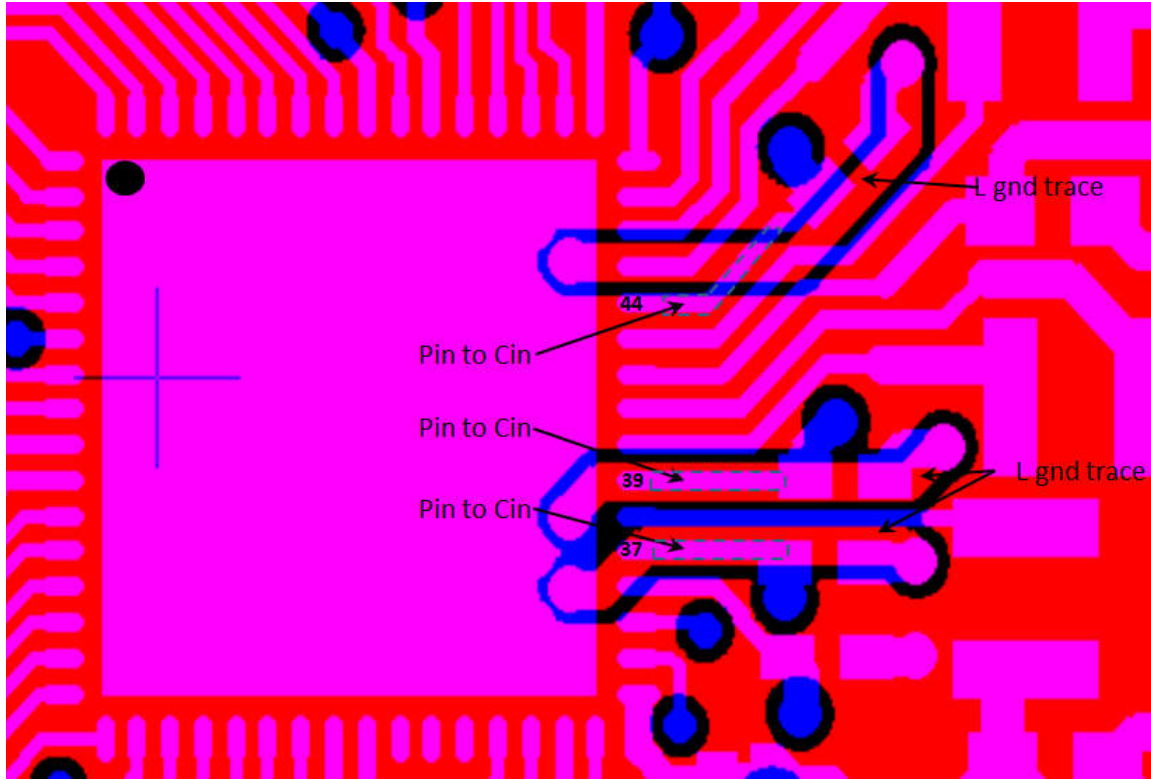 L gnd trace
44
Pin to Cin
Pin to Cin
39
L gnd trace
Pin to Cin
37